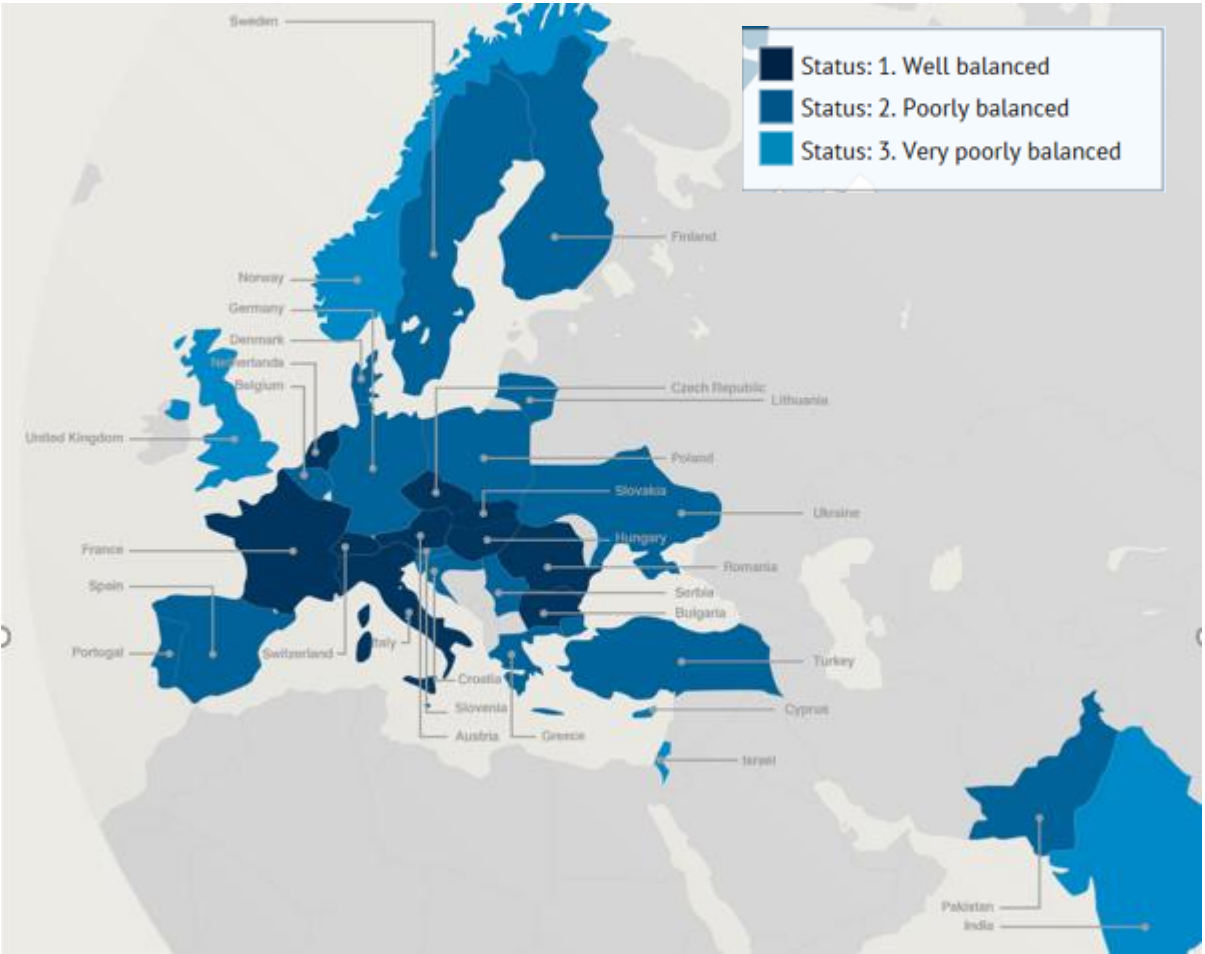 Sweden
Status: 1. Well balanced
Status: 2. Poorly balanced
Status: 3. Very poorly balanced
Finland
Norway
Germany
Denmark
Netherlands
Belgium
Czech Republic
Lithuania
United Kingdom
Poland
Slovakia
Ukraine
Hungary
France
Romania
Spain
Serbia
Bulgaria
Italy
Portugal
Switzerland
Turkey
Croatia
Slovenia
Cyprus
Austria
Greece
Israel
Pakistan
India